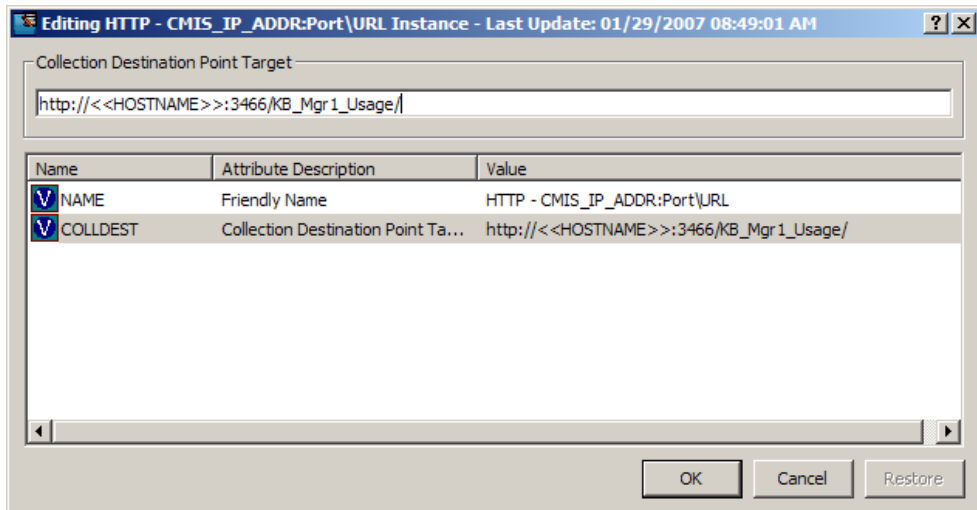 Editing HTTP - CMIS_IP_ADDR:Port\URL Instance - Last Update: 01/29/2007 08:49:01 AM
Collection Destination Point Target
http://<<HOSTNAME>>:3466/KB_Mgr1_Usage/
Name Attribute Description Value
V NAME Friendly Name HTTP - CMIS_IP_ADDR:Port\URL
V COLLDEST Collection Destination Point Ta... http://<<HOSTNAME>>:3466/KB_Mgr1_Usage/
OK Cancel Restore